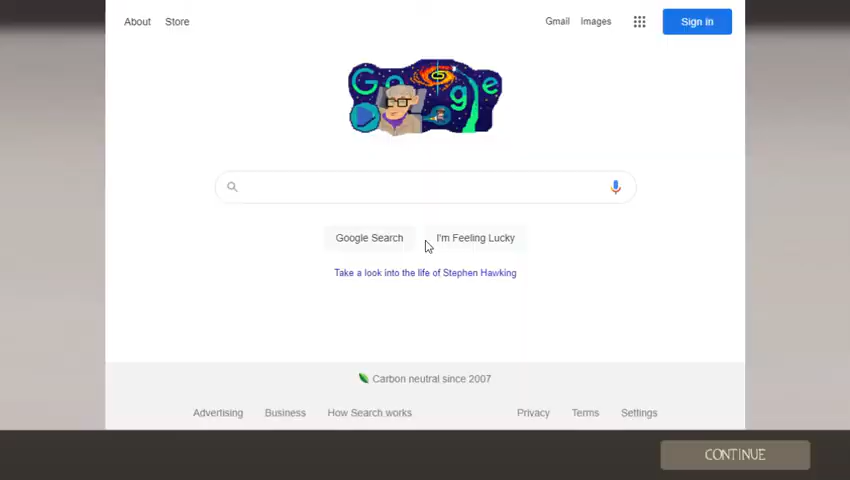 About Store Gmail Images Sign in
Google
Google Search I'm Feeling Lucky
Take a look into the life of Stephen Hawking
Carbon neutral since 2007
Advertising Business How Search works Privacy Terms Settings
CONTINUE